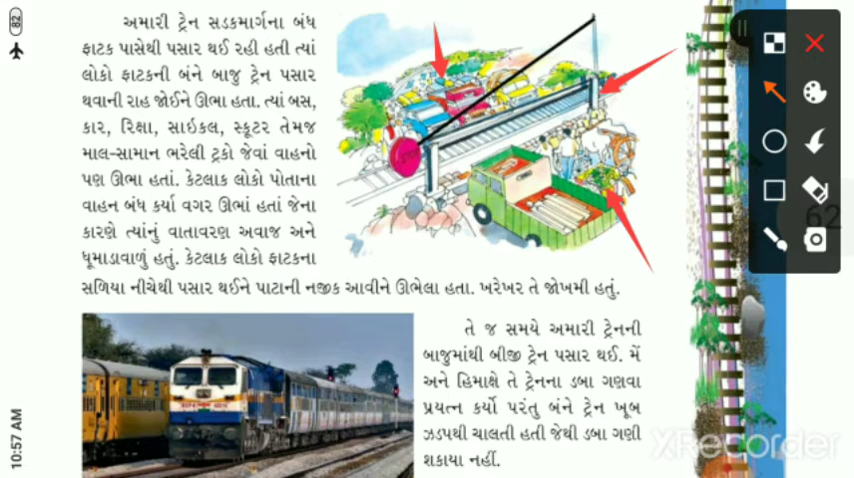 અમારી ટ્રેન સડકમાર્ગના બંધ
ફાટક પાસેથી પસાર થઈ રહી હતી ત્યાં
લોકો ફાટકની બંને બાજુ ટ્રેન પસાર
થવાની રાહ જોઈને ઊભા હતા. ત્યાં બસ,
કાર, રિક્ષા, સાઇકલ, સ્કૂટર તેમજ
માલ-સામાન ભરેલી ટ્રકો જેવાં વાહનો
પણ ઊભા હતાં. કેટલાક લોકો પોતાના
વાહન બંધ કર્યા વગર ઊભાં હતાં જેના
કારણે ત્યાંનું વાતાવરણ અવાજ અને
ધૂમાડાવાળું હતું. કેટલાક લોકો ફાટકના
સળિયા નીચેથી પસાર થઈને પાટાની નજીક આવીને ઊભેલા હતા. ખરેખર તે જોખમી હતું.
તે જ સમયે અમારી ટ્રેનની
બાજુમાંથી બીજી ટ્રેન પસાર થઈ. મેં
અને હિમાક્ષે તે ટ્રેનના ડબા ગણવા
પ્રયત્ન કર્યો પરંતુ બંને ટ્રેન ખૂબ
ઝડપથી ચાલતી હતી જેથી ડબા ગણી
શકાયા નહીં.
82
10:57 AM
62
XRecorder